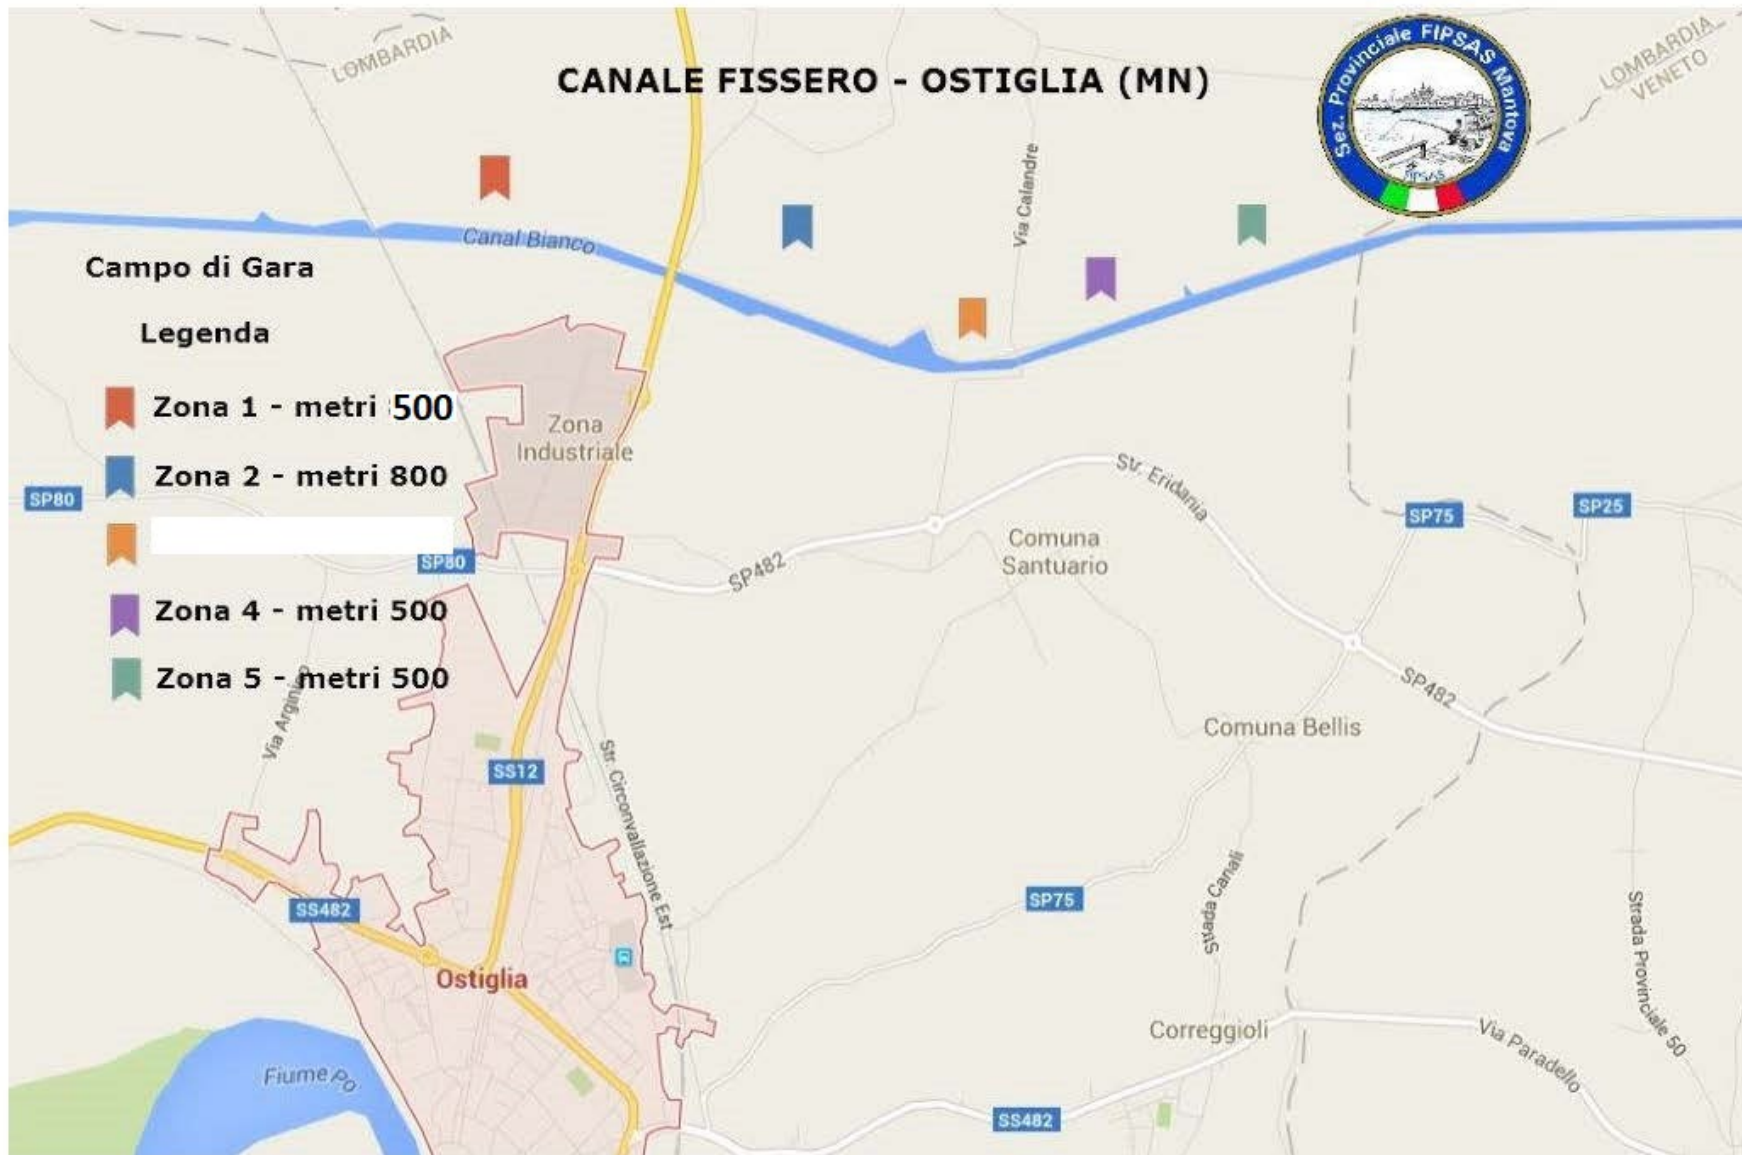 LOMBARDIA
CANALE FISSERO - OSTIGLIA (MN)
Sez. Provinciale FIPSAS Mantova
FIPSAS
LOMBARDIA
VENETO
Via Calandre
Canal Bianco
Campo di Gara
Legenda
Zona 1 - metri 500
Zona 2 - metri 800
Zona 4 - metri 500
Zona 5 - metri 500
Zona
Industriale
SP80
SP80
SP482
Str. Eridania
Comuna
Santuario
SP75
SP25
SP482
Comuna Bellis
Via Arginino
SS12
Str. Circonvallazione Est
SS482
SP75
Strada Provinciale 50
Ostiglia
Correggioli
Via Paradello
Fiume Po
SS482